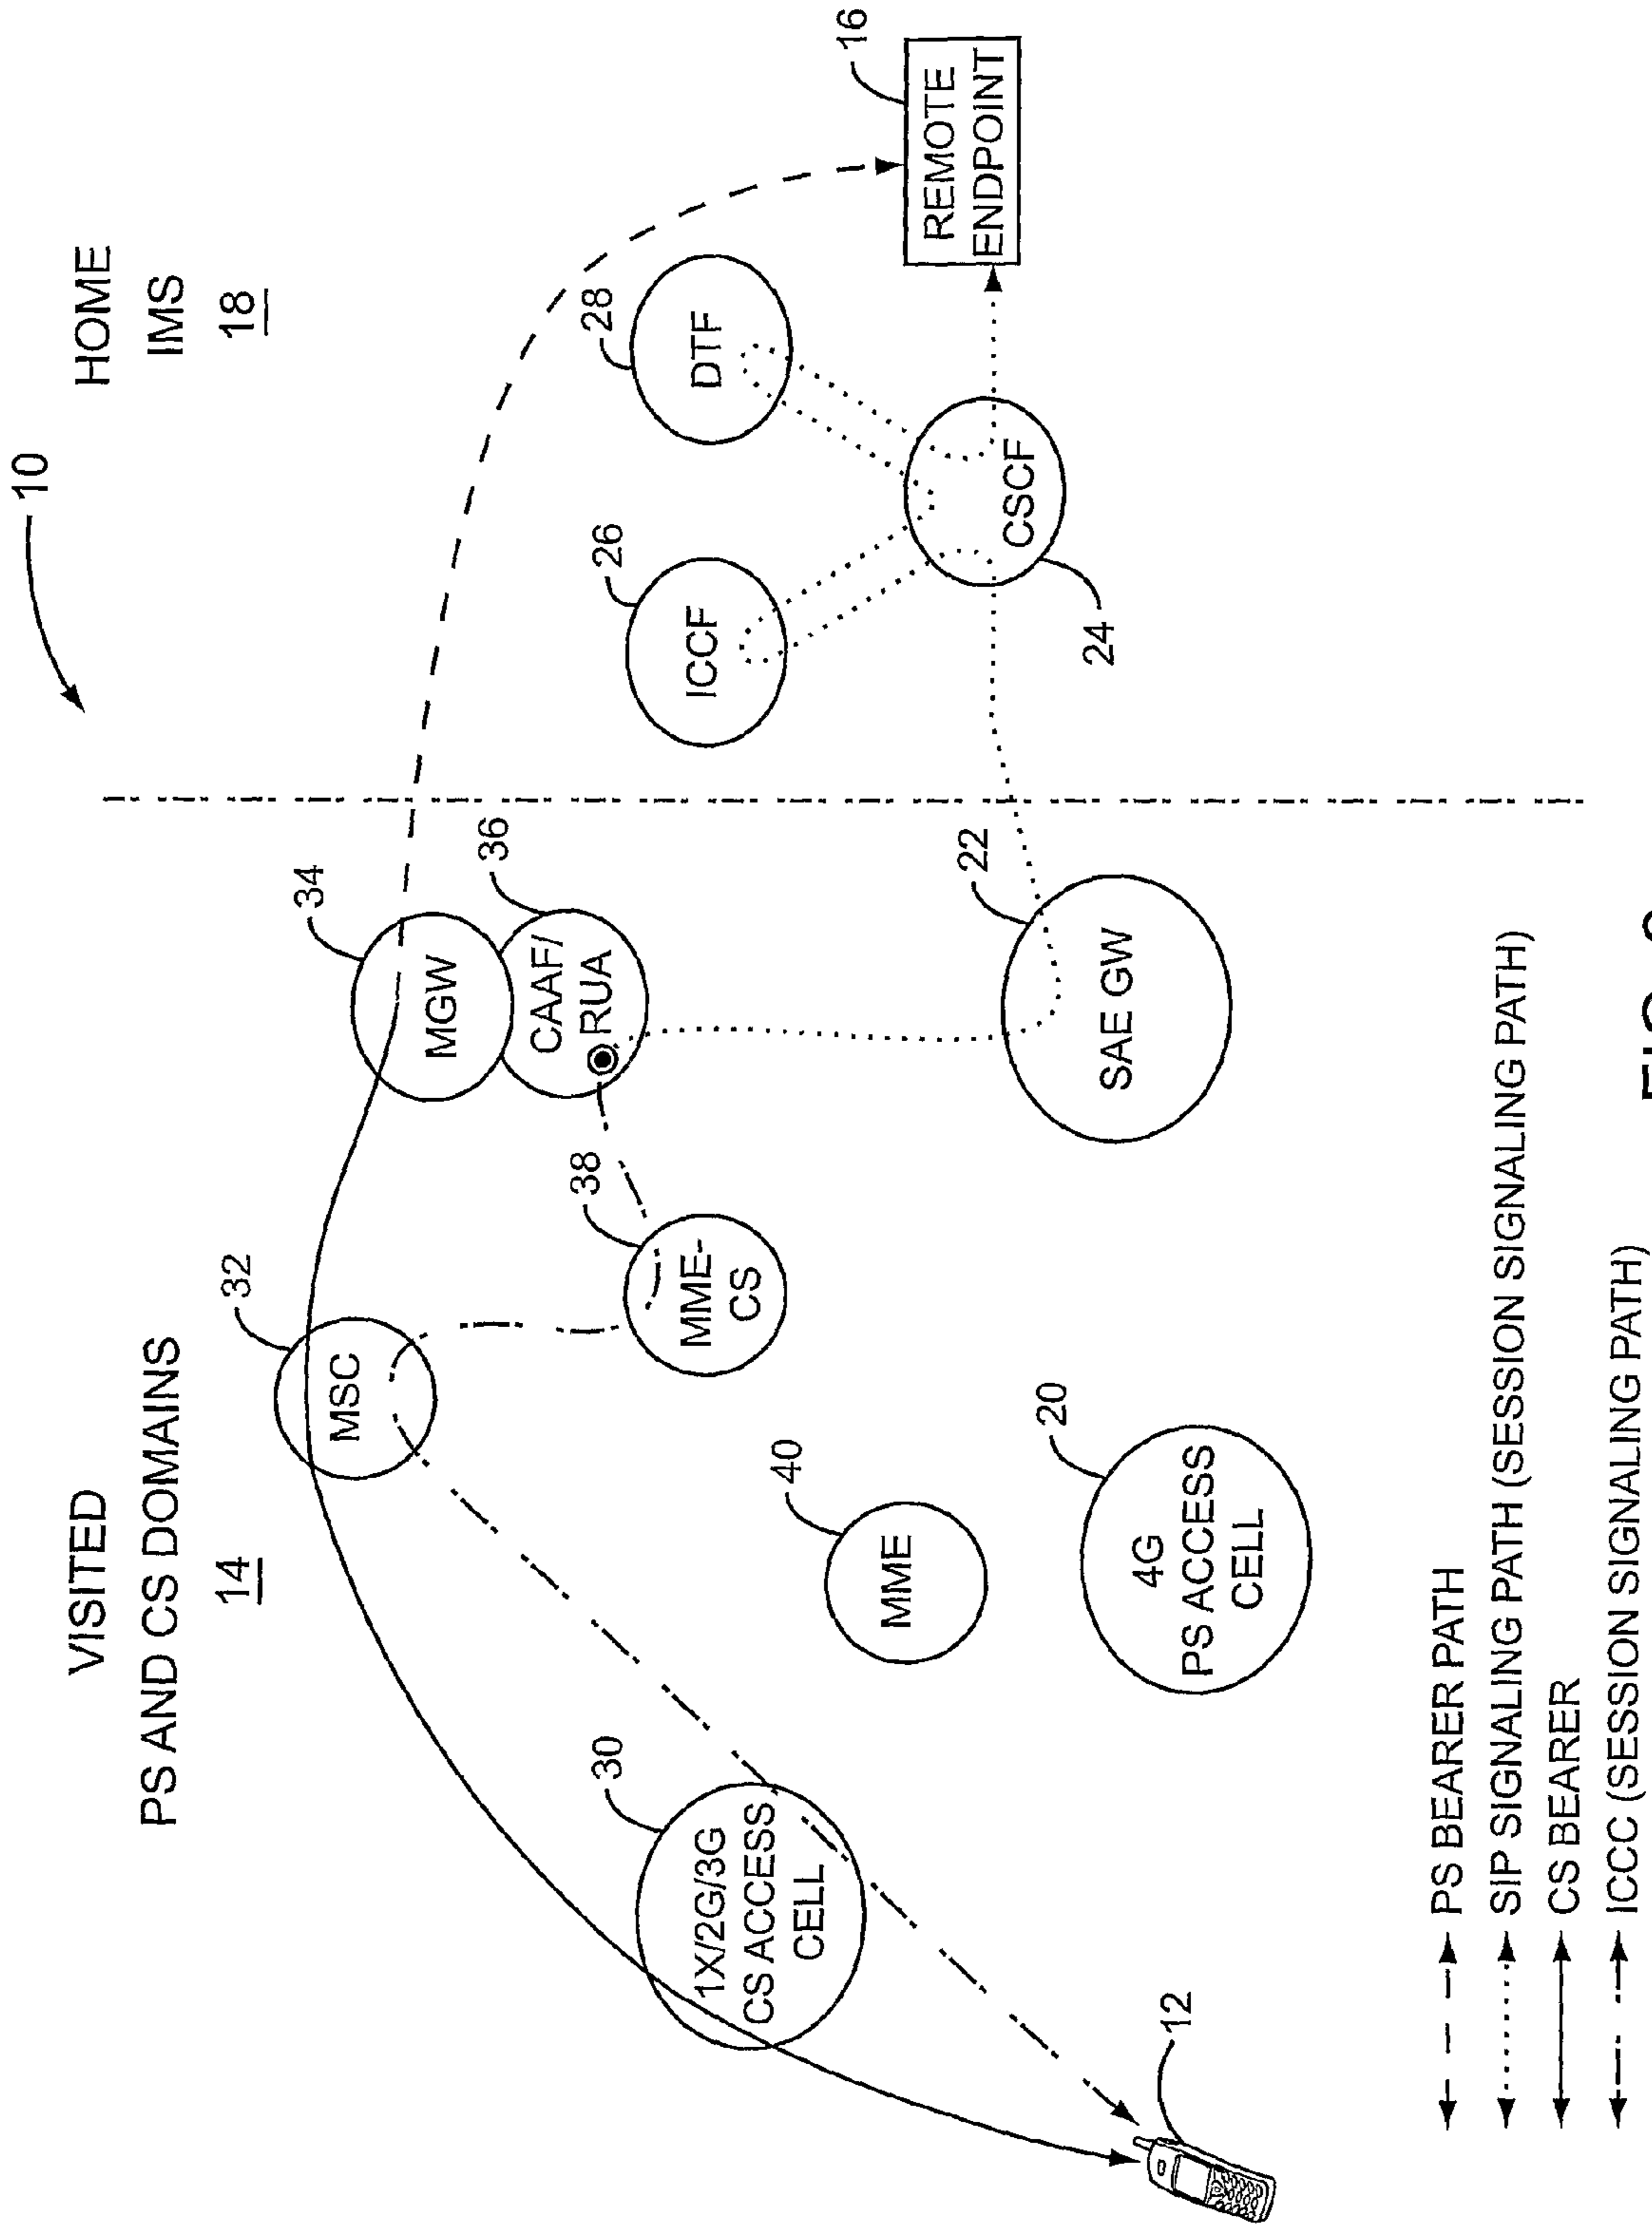 10
VISITED
PS AND CS DOMAINS
14
HOME
IMS
18
32
MSC
34
MGW
36
CAAF/
RUA
38
MME-
CS
30
1X/2G/3G
CS ACCESS
CELL
40
MME
20
4G
PS ACCESS
CELL
22
SAE GW
26
ICCF
28
DTF
CSCF
24
16
REMOTE
ENDPOINT
12
PS BEARER PATH
SIP SIGNALING PATH (SESSION SIGNALING PATH)
CS BEARER
ICCC (SESSION SIGNALING PATH)